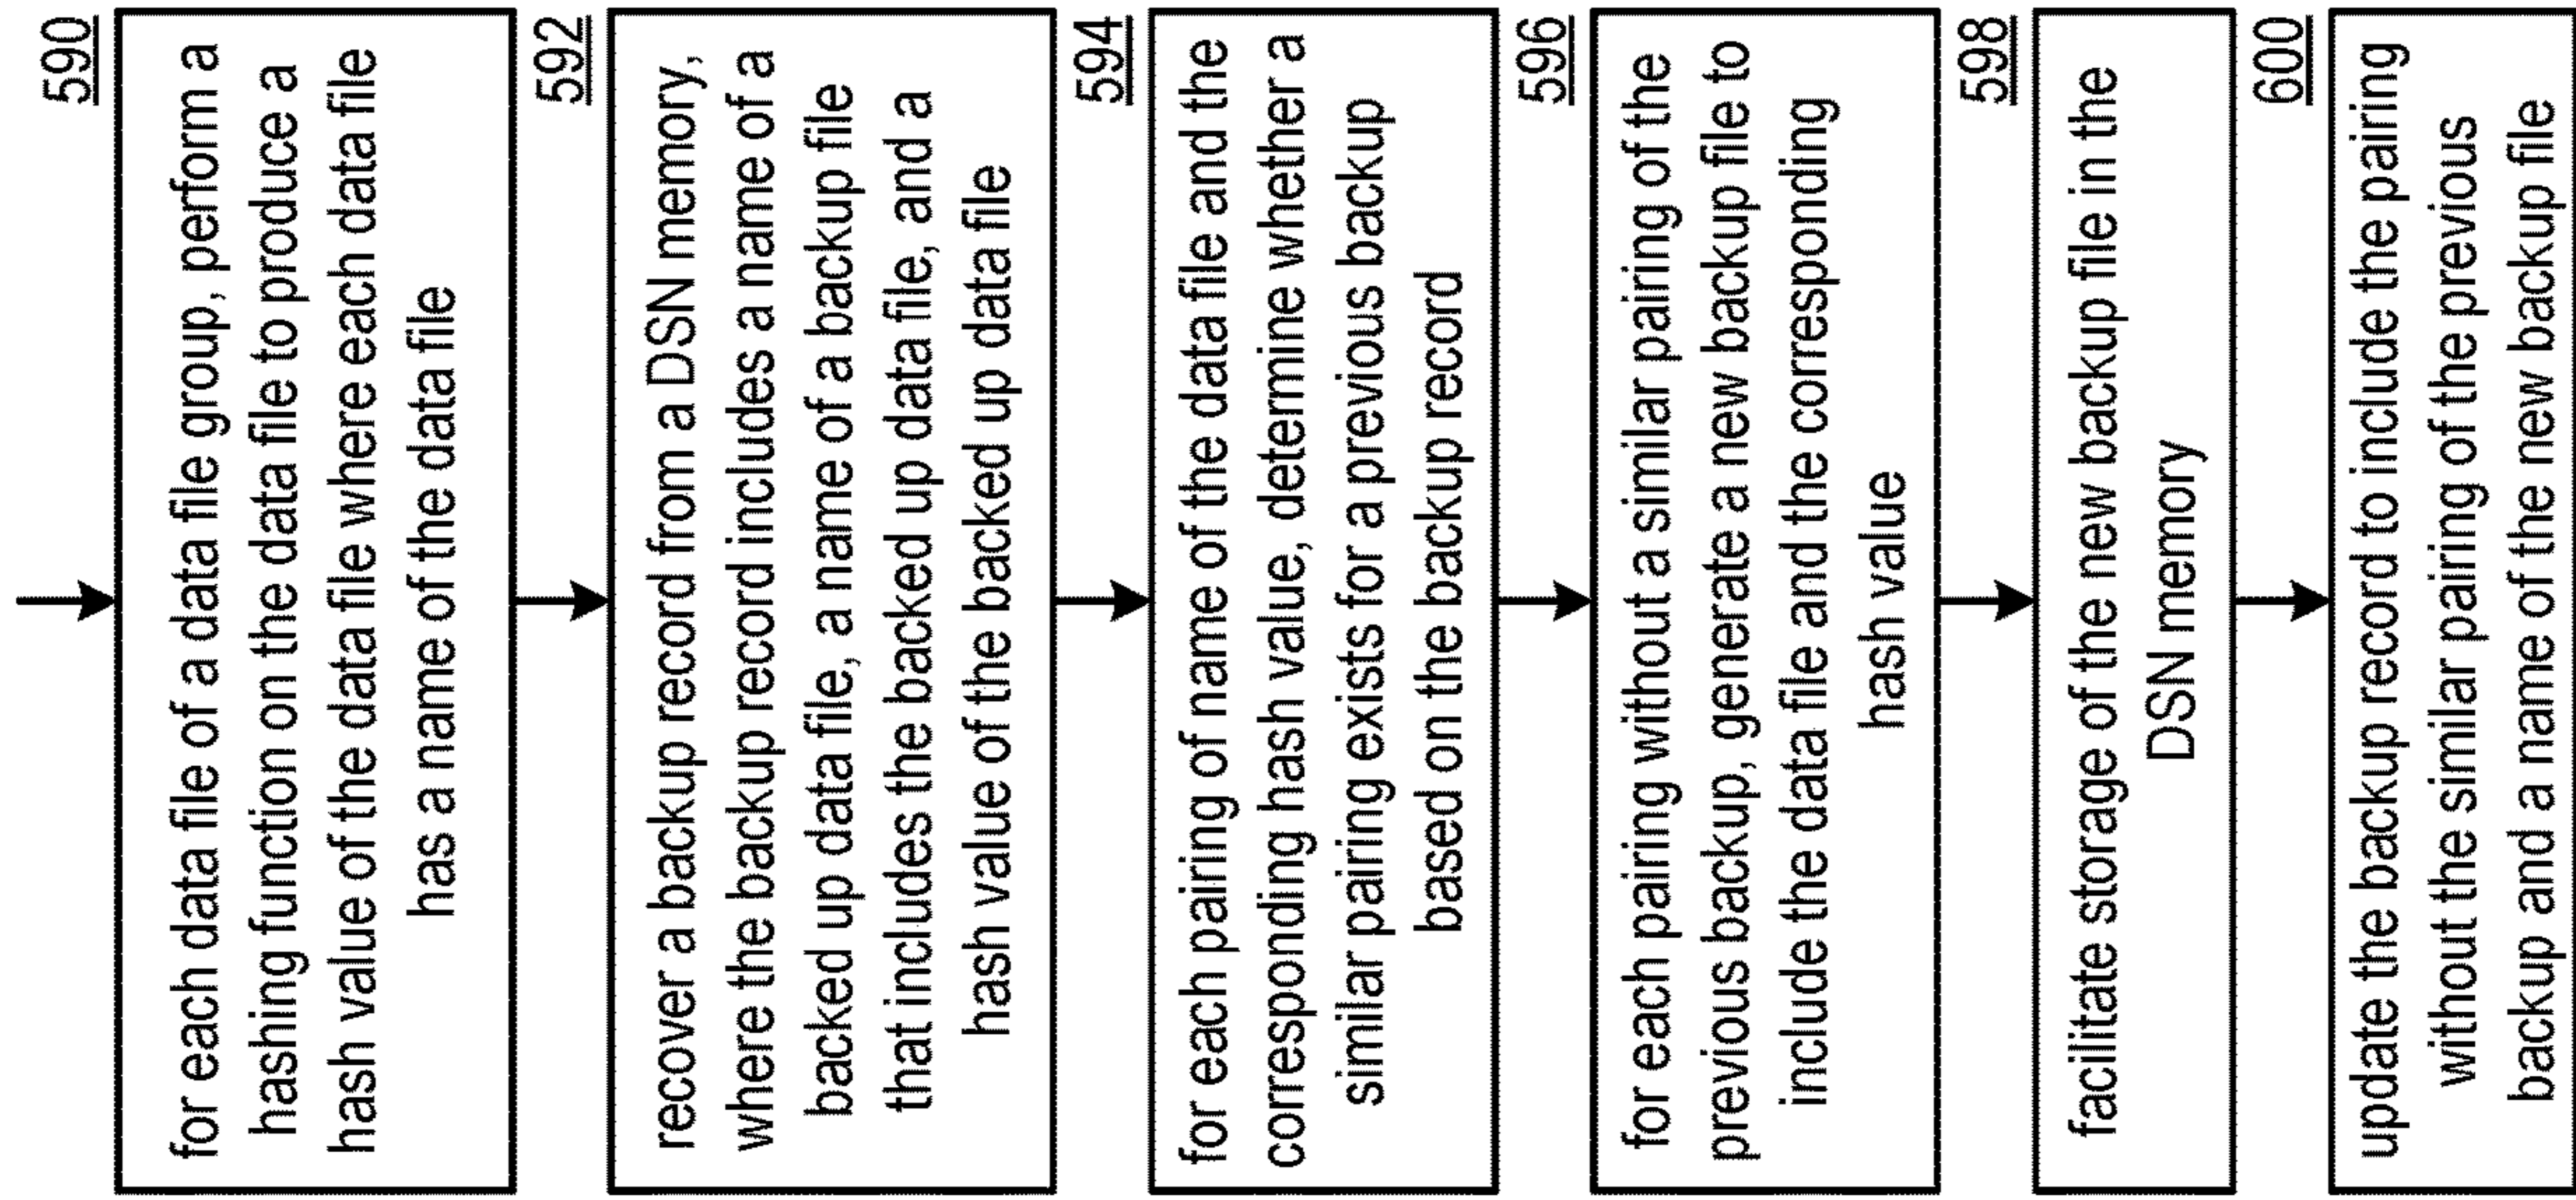 590
for each data file of a data file group, perform a
hashing function on the data file to produce a
hash value of the data file where each data file
has a name of the data file
592
recover a backup record from a DSN memory,
where the backup record includes a name of a
backed up data file, a name of a backup file
that includes the backed up data file, and a
hash value of the backed up data file
594
for each pairing of name of the data file and the
corresponding hash value, determine whether a
similar pairing exists for a previous backup
based on the backup record
596
for each pairing without a similar pairing of the
previous backup, generate a new backup file to
include the data file and the corresponding
hash value
598
facilitate storage of the new backup file in the
DSN memory
600
update the backup record to include the pairing
without the similar pairing of the previous
backup and a name of the new backup file